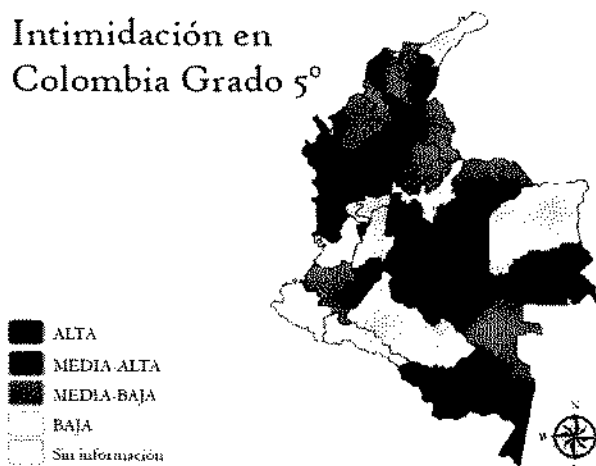 Intimidación en
Colombia Grado 5º
ALTA
MEDIA-ALTA
MEDIA-BAJA
BAJA
Sin información
N
W